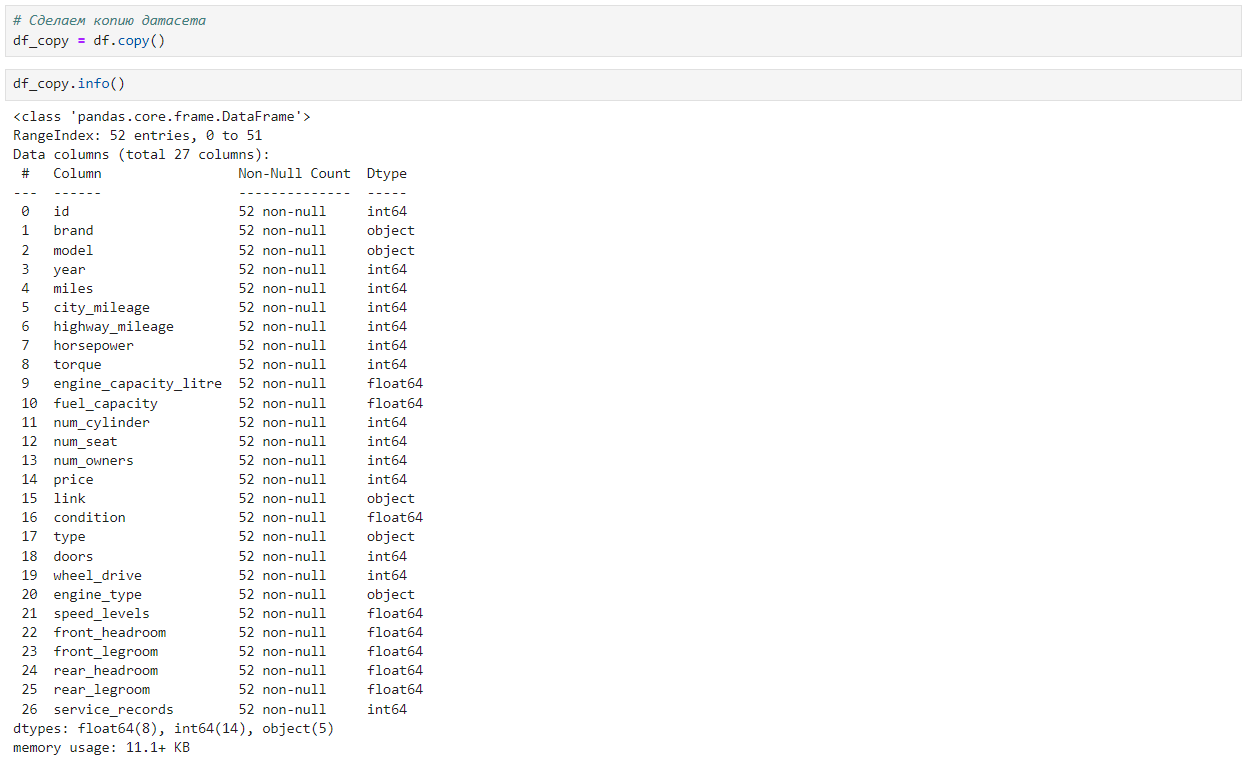 # Сделаем копию датасета
df_copy = df.copy()
df_copy.info()
<class 'pandas.core.frame.DataFrame'>
RangeIndex: 52 entries, 0 to 51
Data columns (total 27 columns):
 #   Column                 Non-Null Count  Dtype
---  ------                 --------------  -----
 0   id                     52 non-null     int64
 1   brand                  52 non-null     object
 2   model                  52 non-null     object
 3   year                   52 non-null     int64
 4   miles                  52 non-null     int64
 5   city_mileage           52 non-null     int64
 6   highway_mileage        52 non-null     int64
 7   horsepower             52 non-null     int64
 8   torque                 52 non-null     int64
 9   engine_capacity_litre  52 non-null     float64
 10  fuel_capacity          52 non-null     float64
 11  num_cylinder           52 non-null     int64
 12  num_seat               52 non-null     int64
 13  num_owners             52 non-null     int64
 14  price                  52 non-null     int64
 15  link                   52 non-null     object
 16  condition              52 non-null     float64
 17  type                   52 non-null     object
 18  doors                  52 non-null     int64
 19  wheel_drive            52 non-null     int64
 20  engine_type            52 non-null     object
 21  speed_levels           52 non-null     float64
 22  front_headroom         52 non-null     float64
 23  front_legroom          52 non-null     float64
 24  rear_headroom          52 non-null     float64
 25  rear_legroom           52 non-null     float64
 26  service_records        52 non-null     int64
dtypes: float64(8), int64(14), object(5)
memory usage: 11.1+ KB